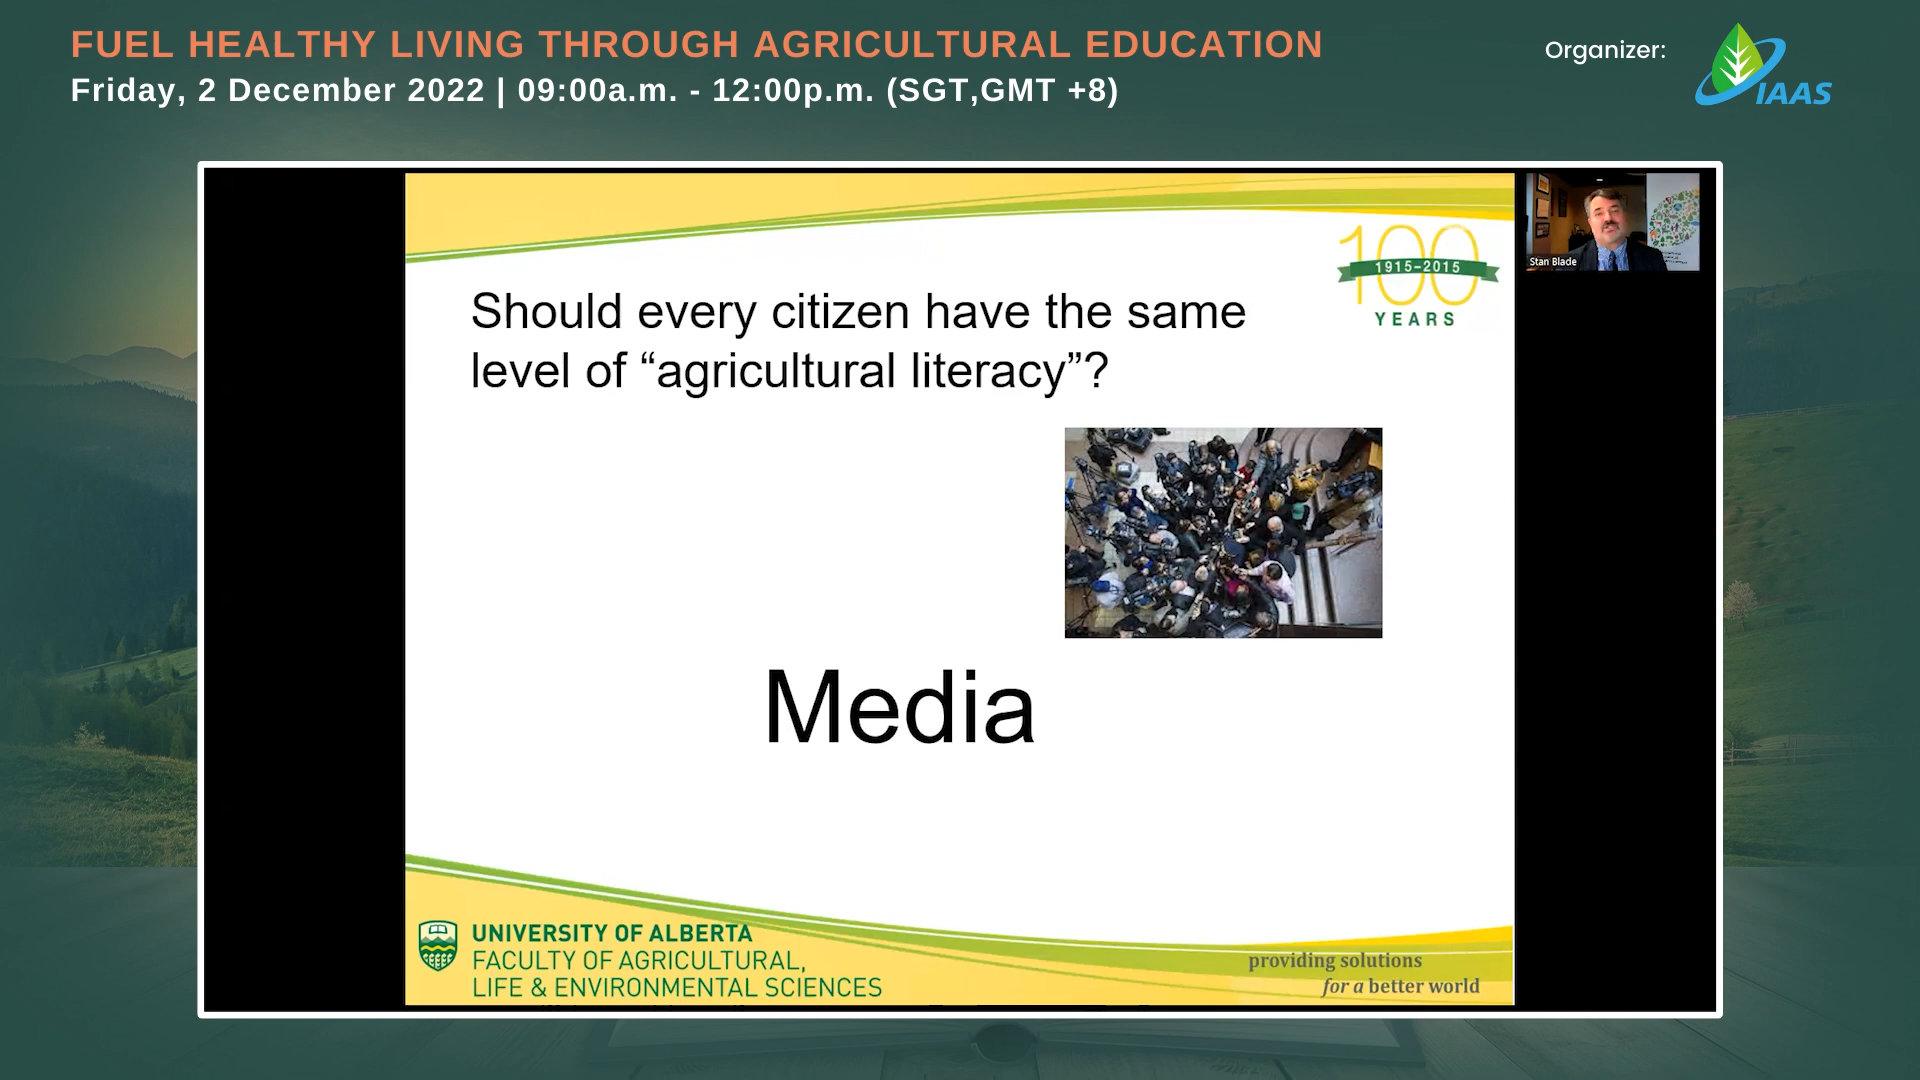 FUEL HEALTHY LIVING THROUGH AGRICULTURAL EDUCATION
Friday, 2 December 2022 | 09:00a.m. - 12:00p.m. (SGT,GMT +8)
Organizer:
IAAS
100
1915–2015
YEARS
Stan Blade
Should every citizen have the same
level of “agricultural literacy”?
Media
UNIVERSITY OF ALBERTA
FACULTY OF AGRICULTURAL,
LIFE & ENVIRONMENTAL SCIENCES
providing solutions
for a better world